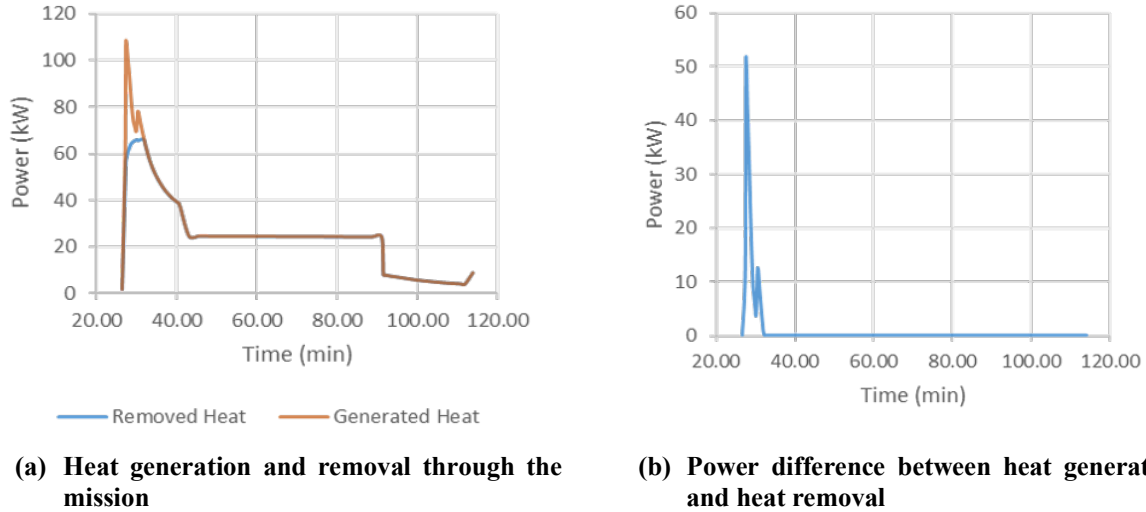 120
100
80
60
40
20
0
Power (kW)
20.00 40.00 60.00 80.00 100.00 120.00
Time (min)
Removed Heat Generated Heat
(a) Heat generation and removal through the
mission
60
50
40
30
20
10
0
Power (kW)
20.00 40.00 60.00 80.00 100.00 120.00
Time (min)
(b) Power difference between heat generat
and heat removal